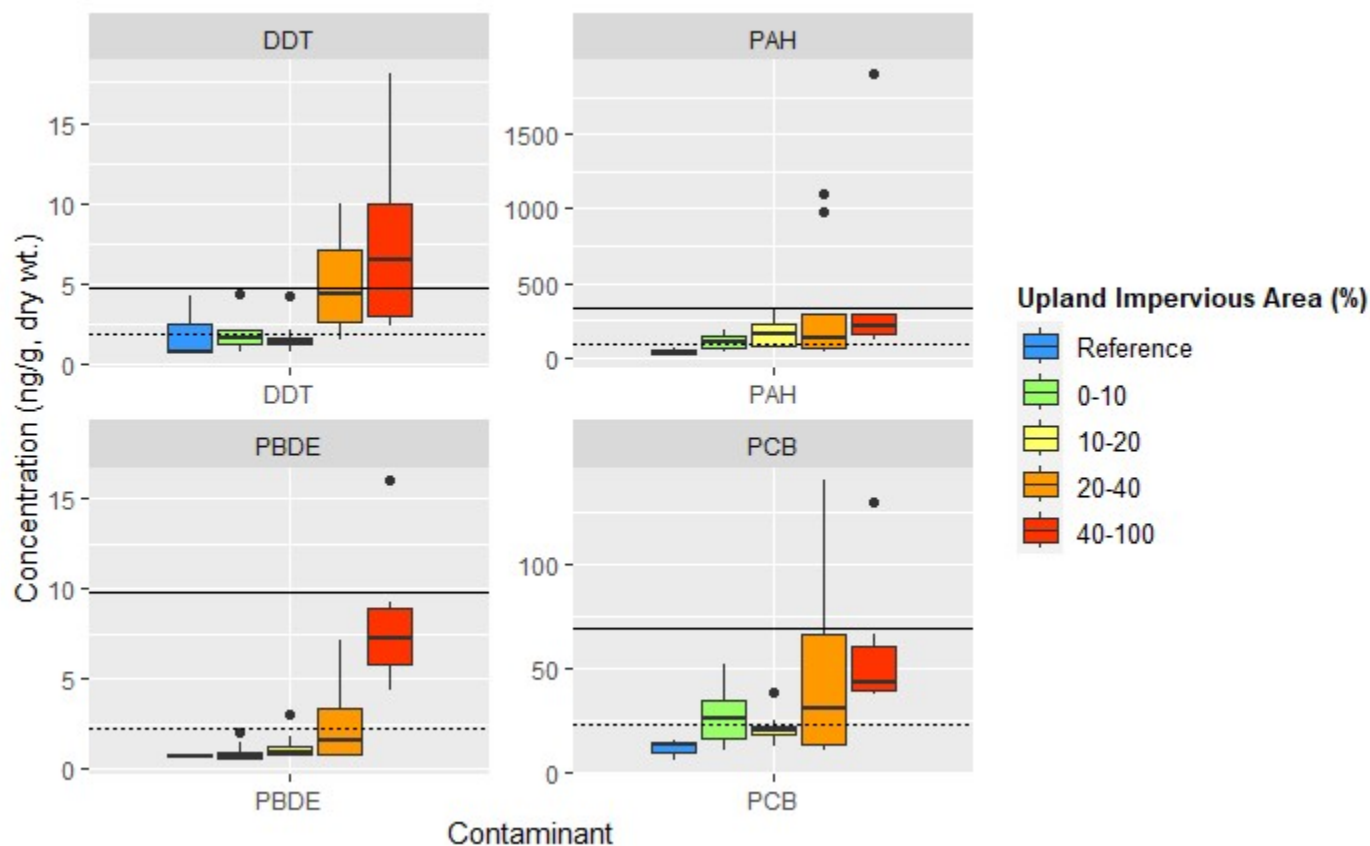 DDT
PAH
15
10
5
0
1500
1000
500
0
DDT
PAH
PBDE
PCB
15
10
5
0
100
50
0
PBDE
PCB
Concentration (ng/g, dry wt.)
Contaminant
Upland Impervious Area (%)
Reference
0-10
10-20
20-40
40-100